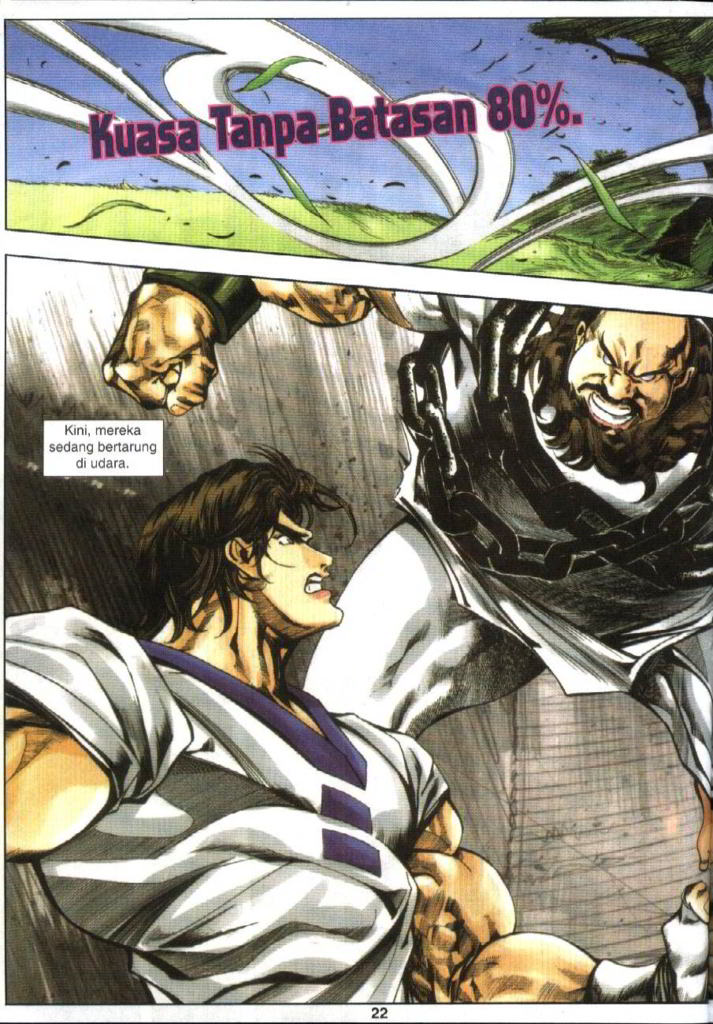 Kuasa Tanpa Batasan 80%.
Kini, mereka
sedang bertarung
di udara.
22